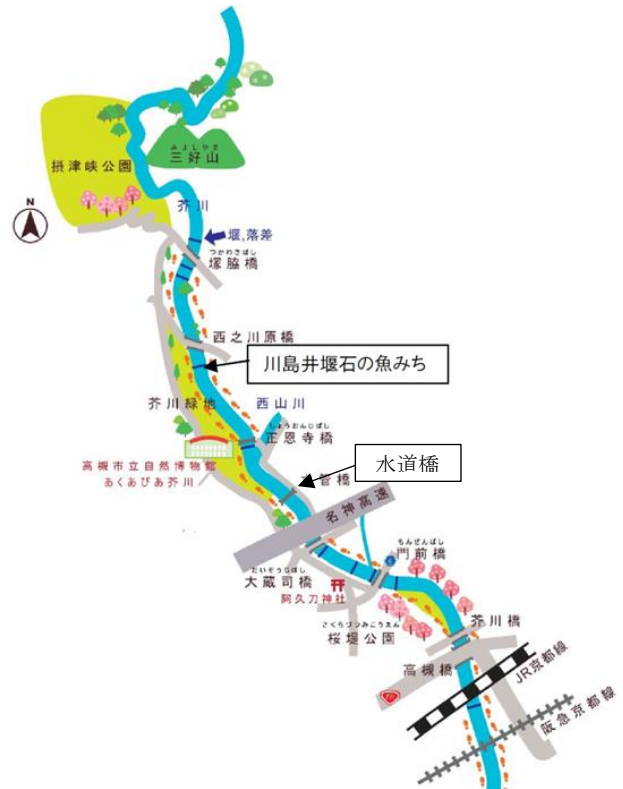 みよしやま
三好山
摂津峡公園
N
芥川
堰,落差
つかわきばし
塚脇橋
西之川原橋
川島井堰石の魚みち
芥川緑地
西山川
しょうおんじばし
正恩寺橋
高槻市立自然博物館
あくあぴあ芥川
水道橋
管橋
名神高速
もんぜんばし
門前橋
だいぞうじばし
大蔵司橋
阿久刀神社
さくらづつみこうえん
桜堤公園
芥川橋
高槻橋
JR京都線
阪急京都線